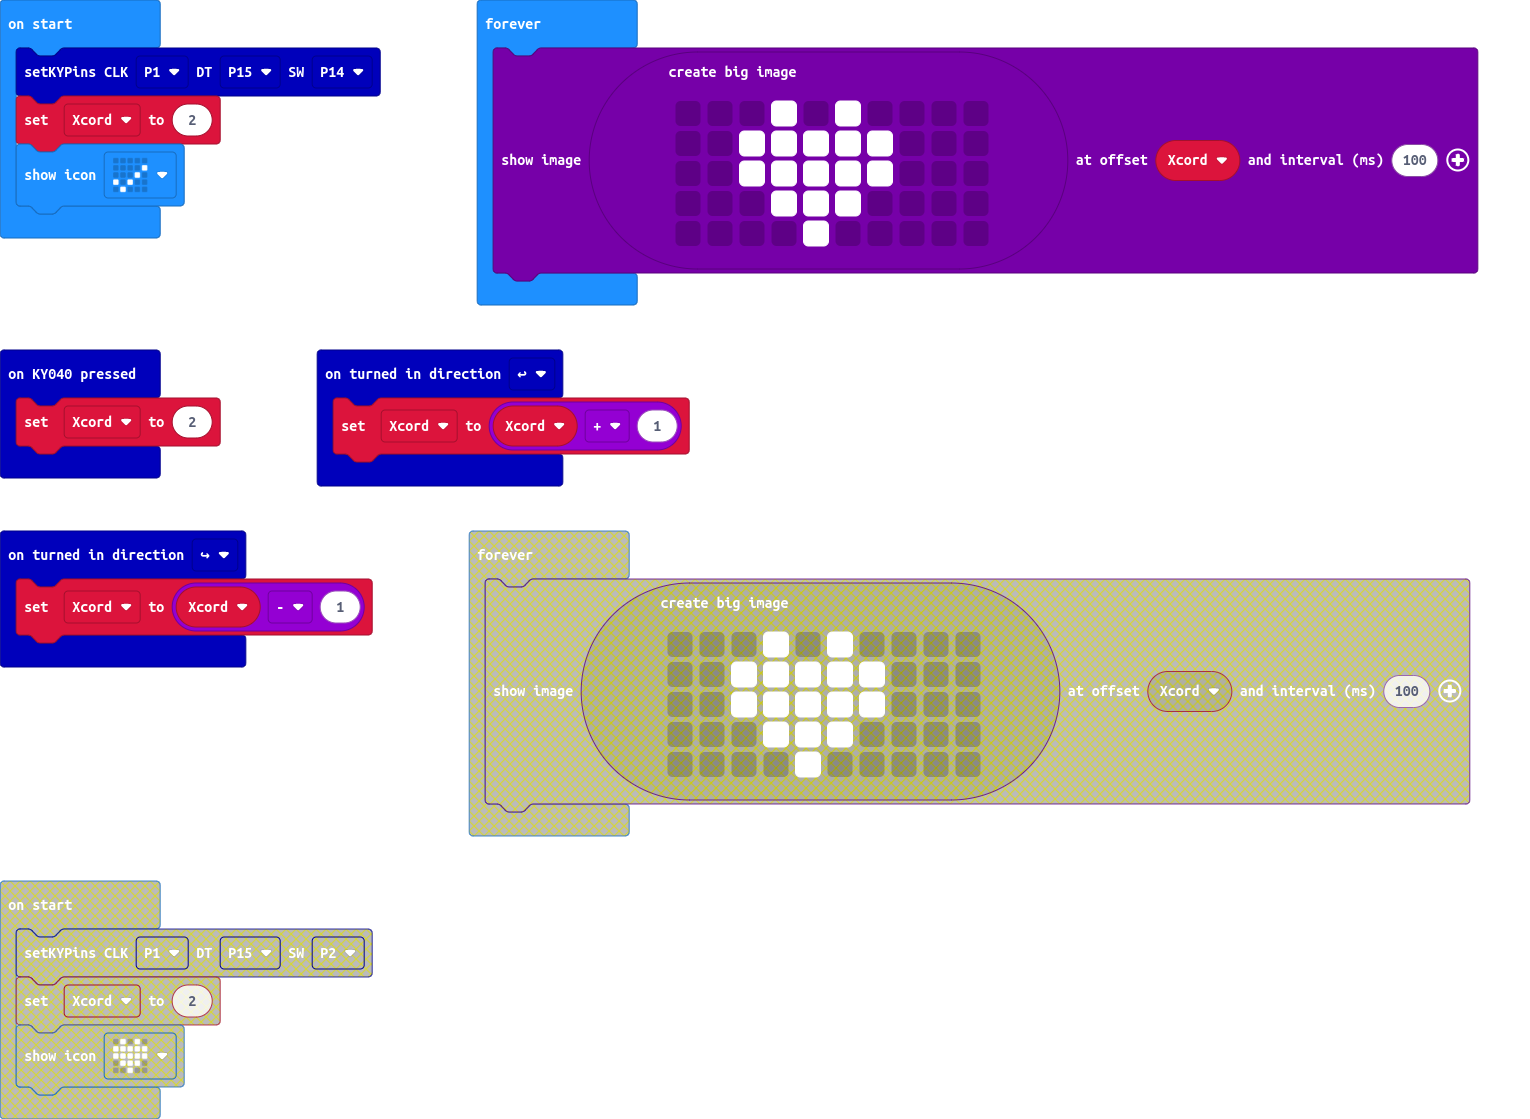 on start
setKYPins CLK P1 DT P15 SW P14
set Xcord to 2
show icon
forever
create big image
show image at offset Xcord and interval (ms) 100
on KY040 pressed
set Xcord to 2
on turned in direction ↩
set Xcord to Xcord + 1
on turned in direction ↪
set Xcord to Xcord - 1
forever
create big image
show image at offset Xcord and interval (ms) 100
on start
setKYPins CLK P1 DT P15 SW P2
set Xcord to 2
show icon